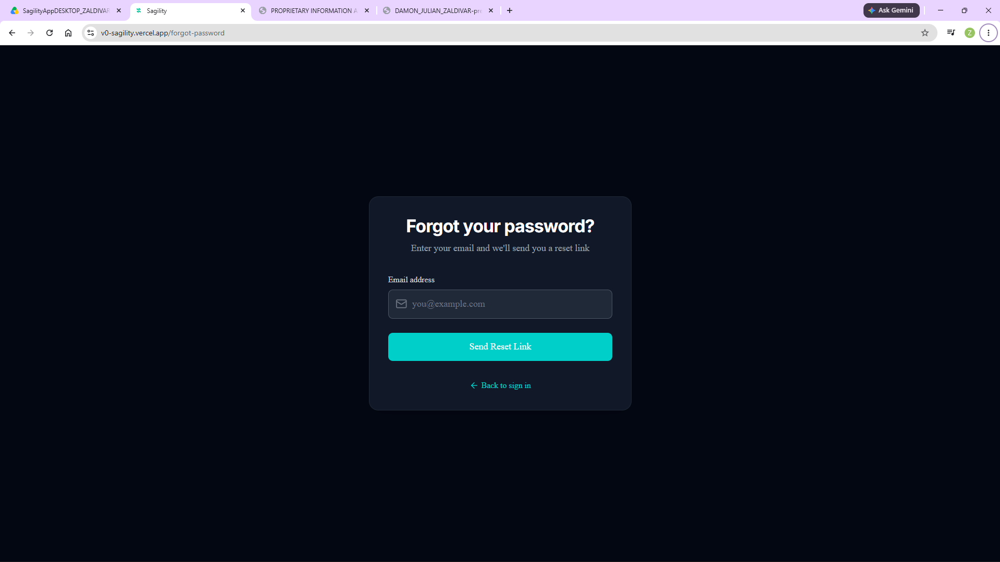 SagilityAppDESKTOP_ZALDIVAR
Sagility
PROPRIETARY INFORMATION A
DAMON_JULIAN_ZALDIVAR-pre
Ask Gemini
v0-sagility.vercel.app/forgot-password
Z
Forgot your password?
Enter your email and we'll send you a reset link
Email address
you@example.com
Send Reset Link
Back to sign in